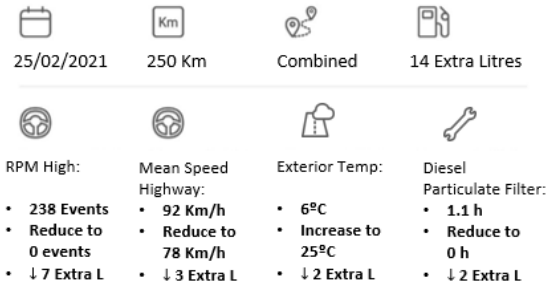 Km
25/02/2021
250 Km
Combined
14 Extra Litres
RPM High:
• 238 Events
• Reduce to
0 events
• ↓ 7 Extra L
Mean Speed
Highway:
• 92 Km/h
• Reduce to
78 Km/h
• ↓ 3 Extra L
Exterior Temp:
• 6ºC
• Increase to
25ºC
• ↓ 2 Extra L
Diesel
Particulate Filter:
• 1.1 h
• Reduce to
0 h
• ↓ 2 Extra L